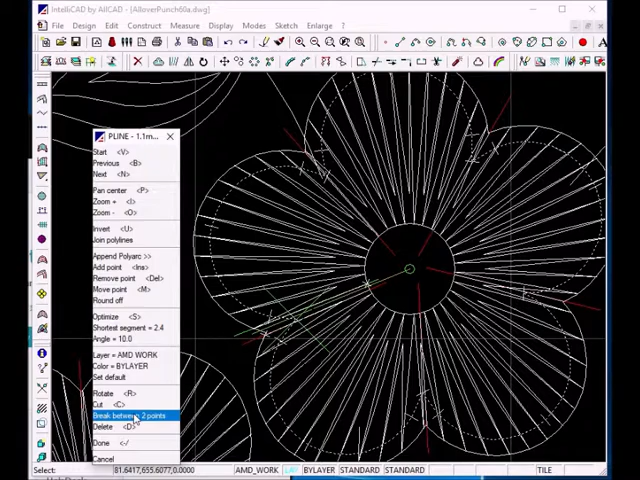 IntelliCAD by AllCAD - [AlloverPunch60a.dwg]
File Design Construct Measure Display Modes Sketch Enlarge ?
PLINE - 1.1m...
Start <V>
Previous <B>
Next <N>
Pan center <P>
Zoom + <I>
Zoom - <O>
Invert <U>
Join polylines
Append Polyarc >>
Add point <Ins>
Remove point <Del>
Move point <M>
Round off
Optimize <S>
Shortest segment = 2.4
Angle = 10.0
Layer = AMD WORK
Color = BYLAYER
Set default
Rotate <R>
Cut <C>
Break between 2 points
Delete <D>
Done <-/
Cancel
Select: 81.6417,655.6077,0.0000 AMD_WORK BYLAYER STANDARD STANDARD TILE